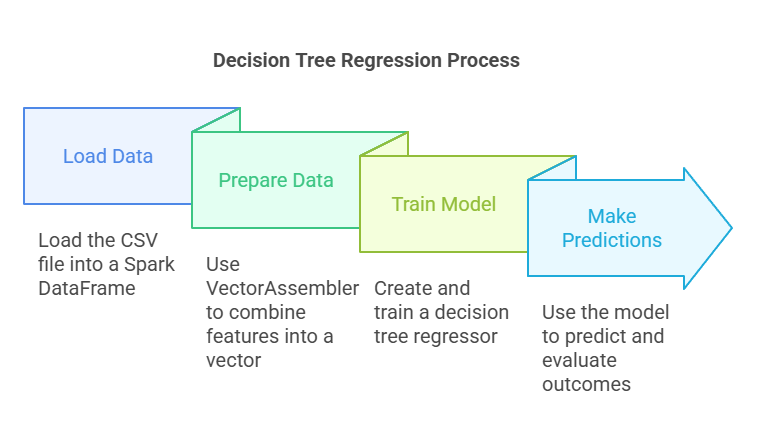 Decision Tree Regression Process
Load Data
Prepare Data
Train Model
Make
Predictions
Load the CSV
file into a Spark
DataFrame
Use
VectorAssembler
to combine
features into a
vector
Create and
train a decision
tree regressor
Use the model
to predict and
evaluate
outcomes